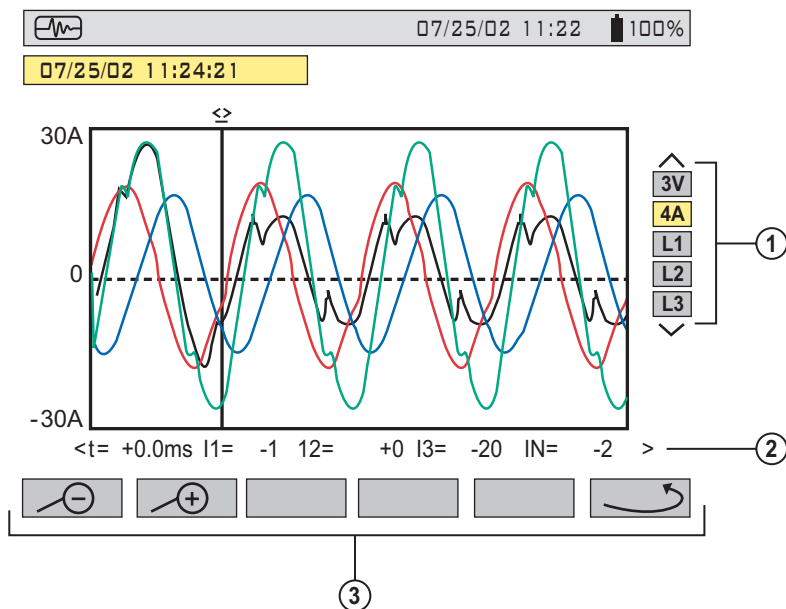 07/25/02 11:22 100%
07/25/02 11:24:21
<>
30A
0
-30A
3V
4A
L1
L2
L3
1
<t= +0.0ms I1= -1 12= +0 I3= -20 IN= -2 >
2
3